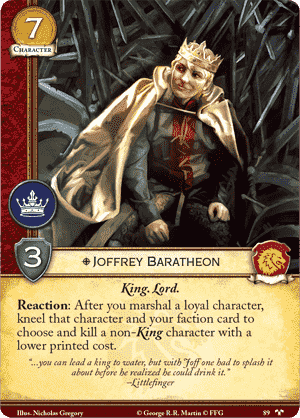 7
CHARACTER
3
JOFFREY BARATHEON
King. Lord.
Reaction: After you marshal a loyal character,
kneel that character and your faction card to
choose and kill a non-King character with a
lower printed cost.
"...you can lead a king to water, but with Joff one had to splash it
about before he realized he could drink it."
–Littlefinger
Illus. Nicholas Gregory
© George R.R. Martin © FFG
89